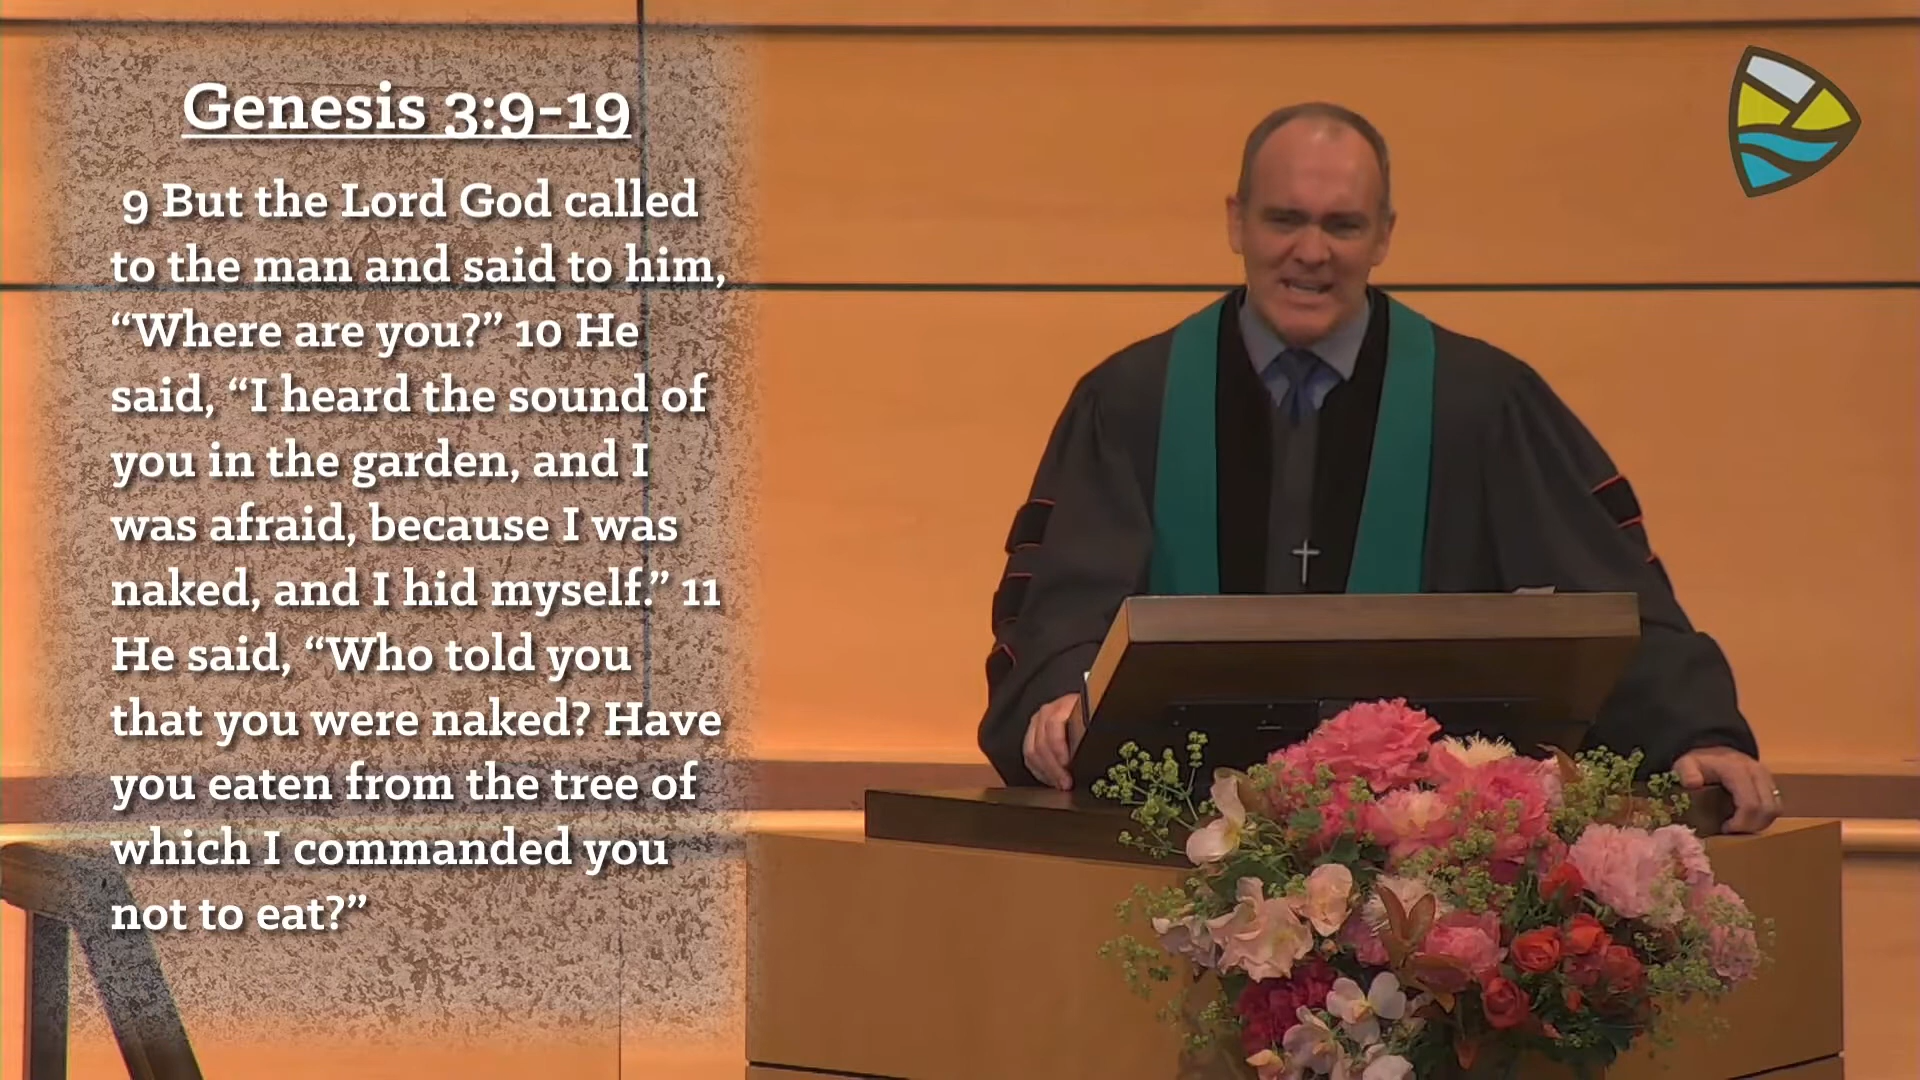 Genesis 3:9-19
9 But the Lord God called
to the man and said to him,
“Where are you?” 10 He
said, “I heard the sound of
you in the garden, and I
was afraid, because I was
naked, and I hid myself.” 11
He said, “Who told you
that you were naked? Have
you eaten from the tree of
which I commanded you
not to eat?”